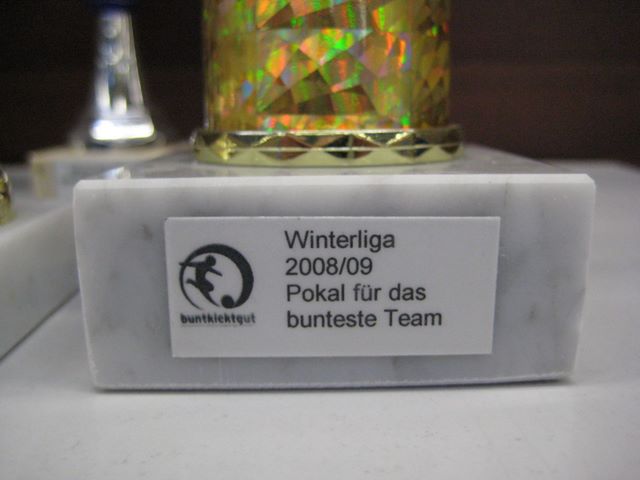 Winterliga
2008/09
Pokal für das
bunteste Team
buntkicktgut